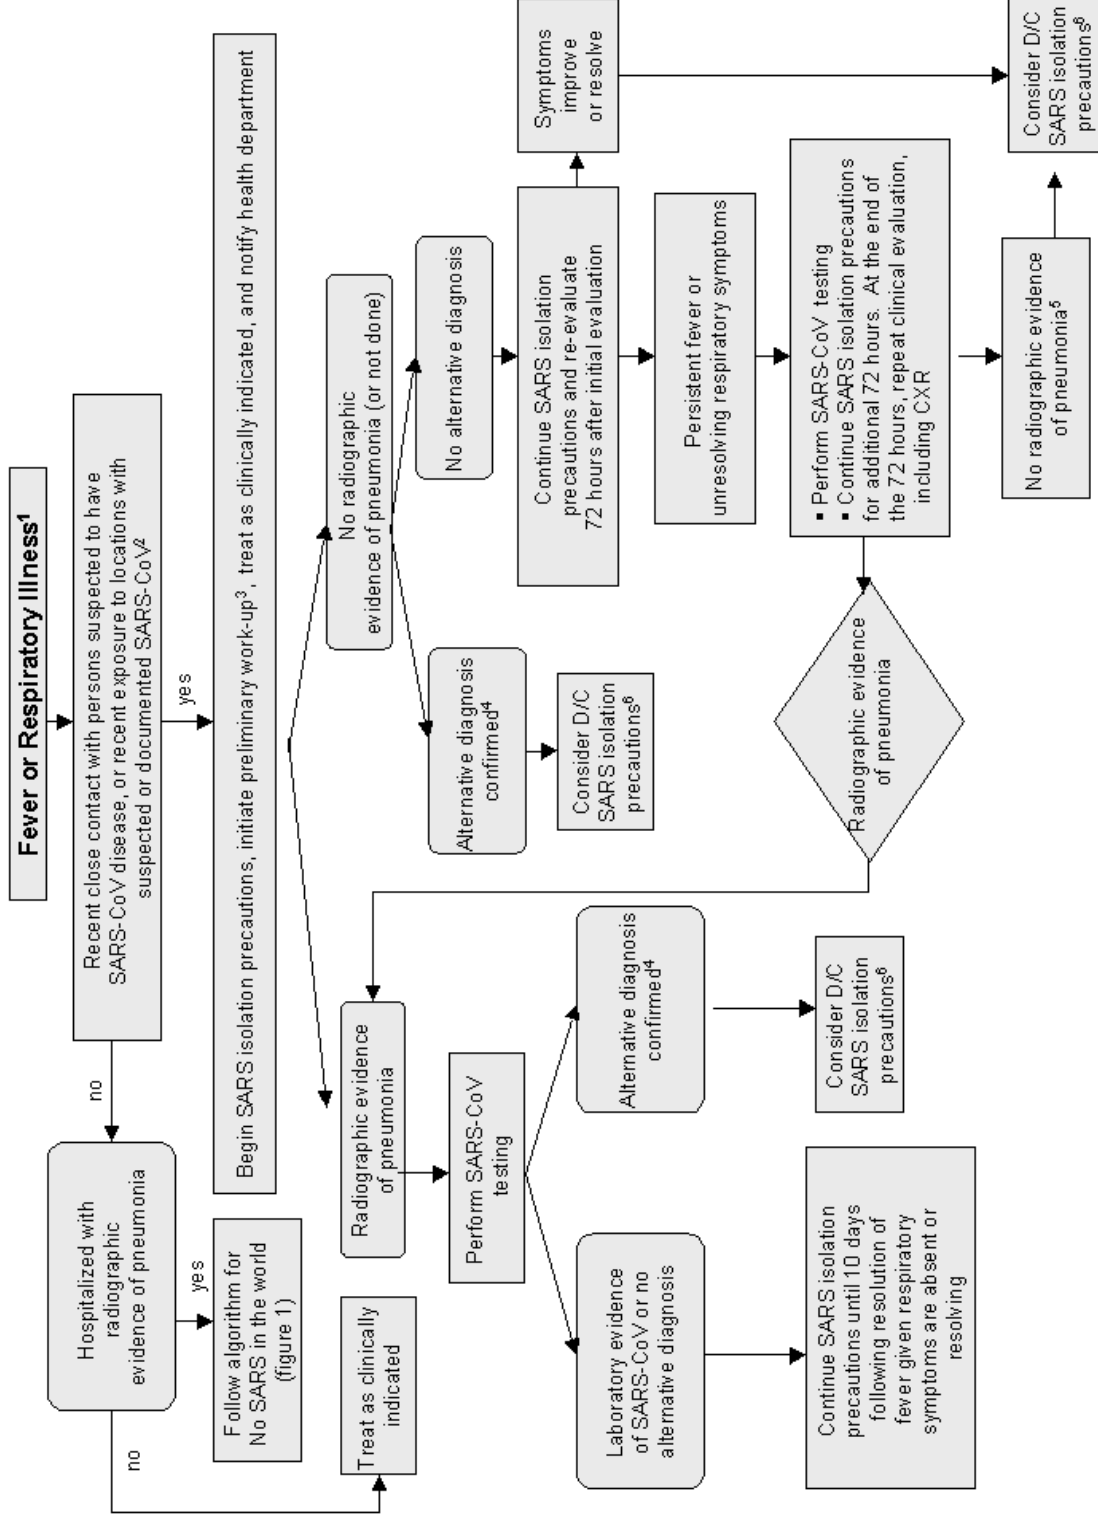 Fever or Respiratory Illness¹
Recent close contact with persons suspected to have
SARS-CoV disease, or recent exposure to locations with
suspected or documented SARS-CoV²
no
yes
Hospitalized with
radiographic
evidence of pneumonia
yes
no
Follow algorithm for
No SARS in the world
(figure 1)
Treat as clinically
indicated
Begin SARS isolation precautions, initiate preliminary work-up³, treat as clinically indicated, and notify health department
Radiographic evidence
of pneumonia
Perform SARS-CoV
testing
Laboratory evidence
of SARS-CoV or no
alternative diagnosis
Continue SARS isolation
precautions until 10 days
following resolution of
fever given respiratory
symptoms are absent or
resolving
Alternative diagnosis
confirmed⁴
Consider D/C
SARS isolation
precautions⁶
No radiographic
evidence of pneumonia (or not done)
Alternative diagnosis
confirmed⁴
Consider D/C
SARS isolation
precautions⁶
No alternative diagnosis
Continue SARS isolation
precautions and re-evaluate
72 hours after initial evaluation
Symptoms
improve
or resolve
Persistent fever or
unresolving respiratory symptoms
▪ Perform SARS-CoV testing
▪ Continue SARS isolation precautions
for additional 72 hours. At the end of
the 72 hours, repeat clinical evaluation,
including CXR
Radiographic evidence
of pneumonia
No radiographic evidence
of pneumonia⁵
Consider D/C
SARS isolation
precautions⁶